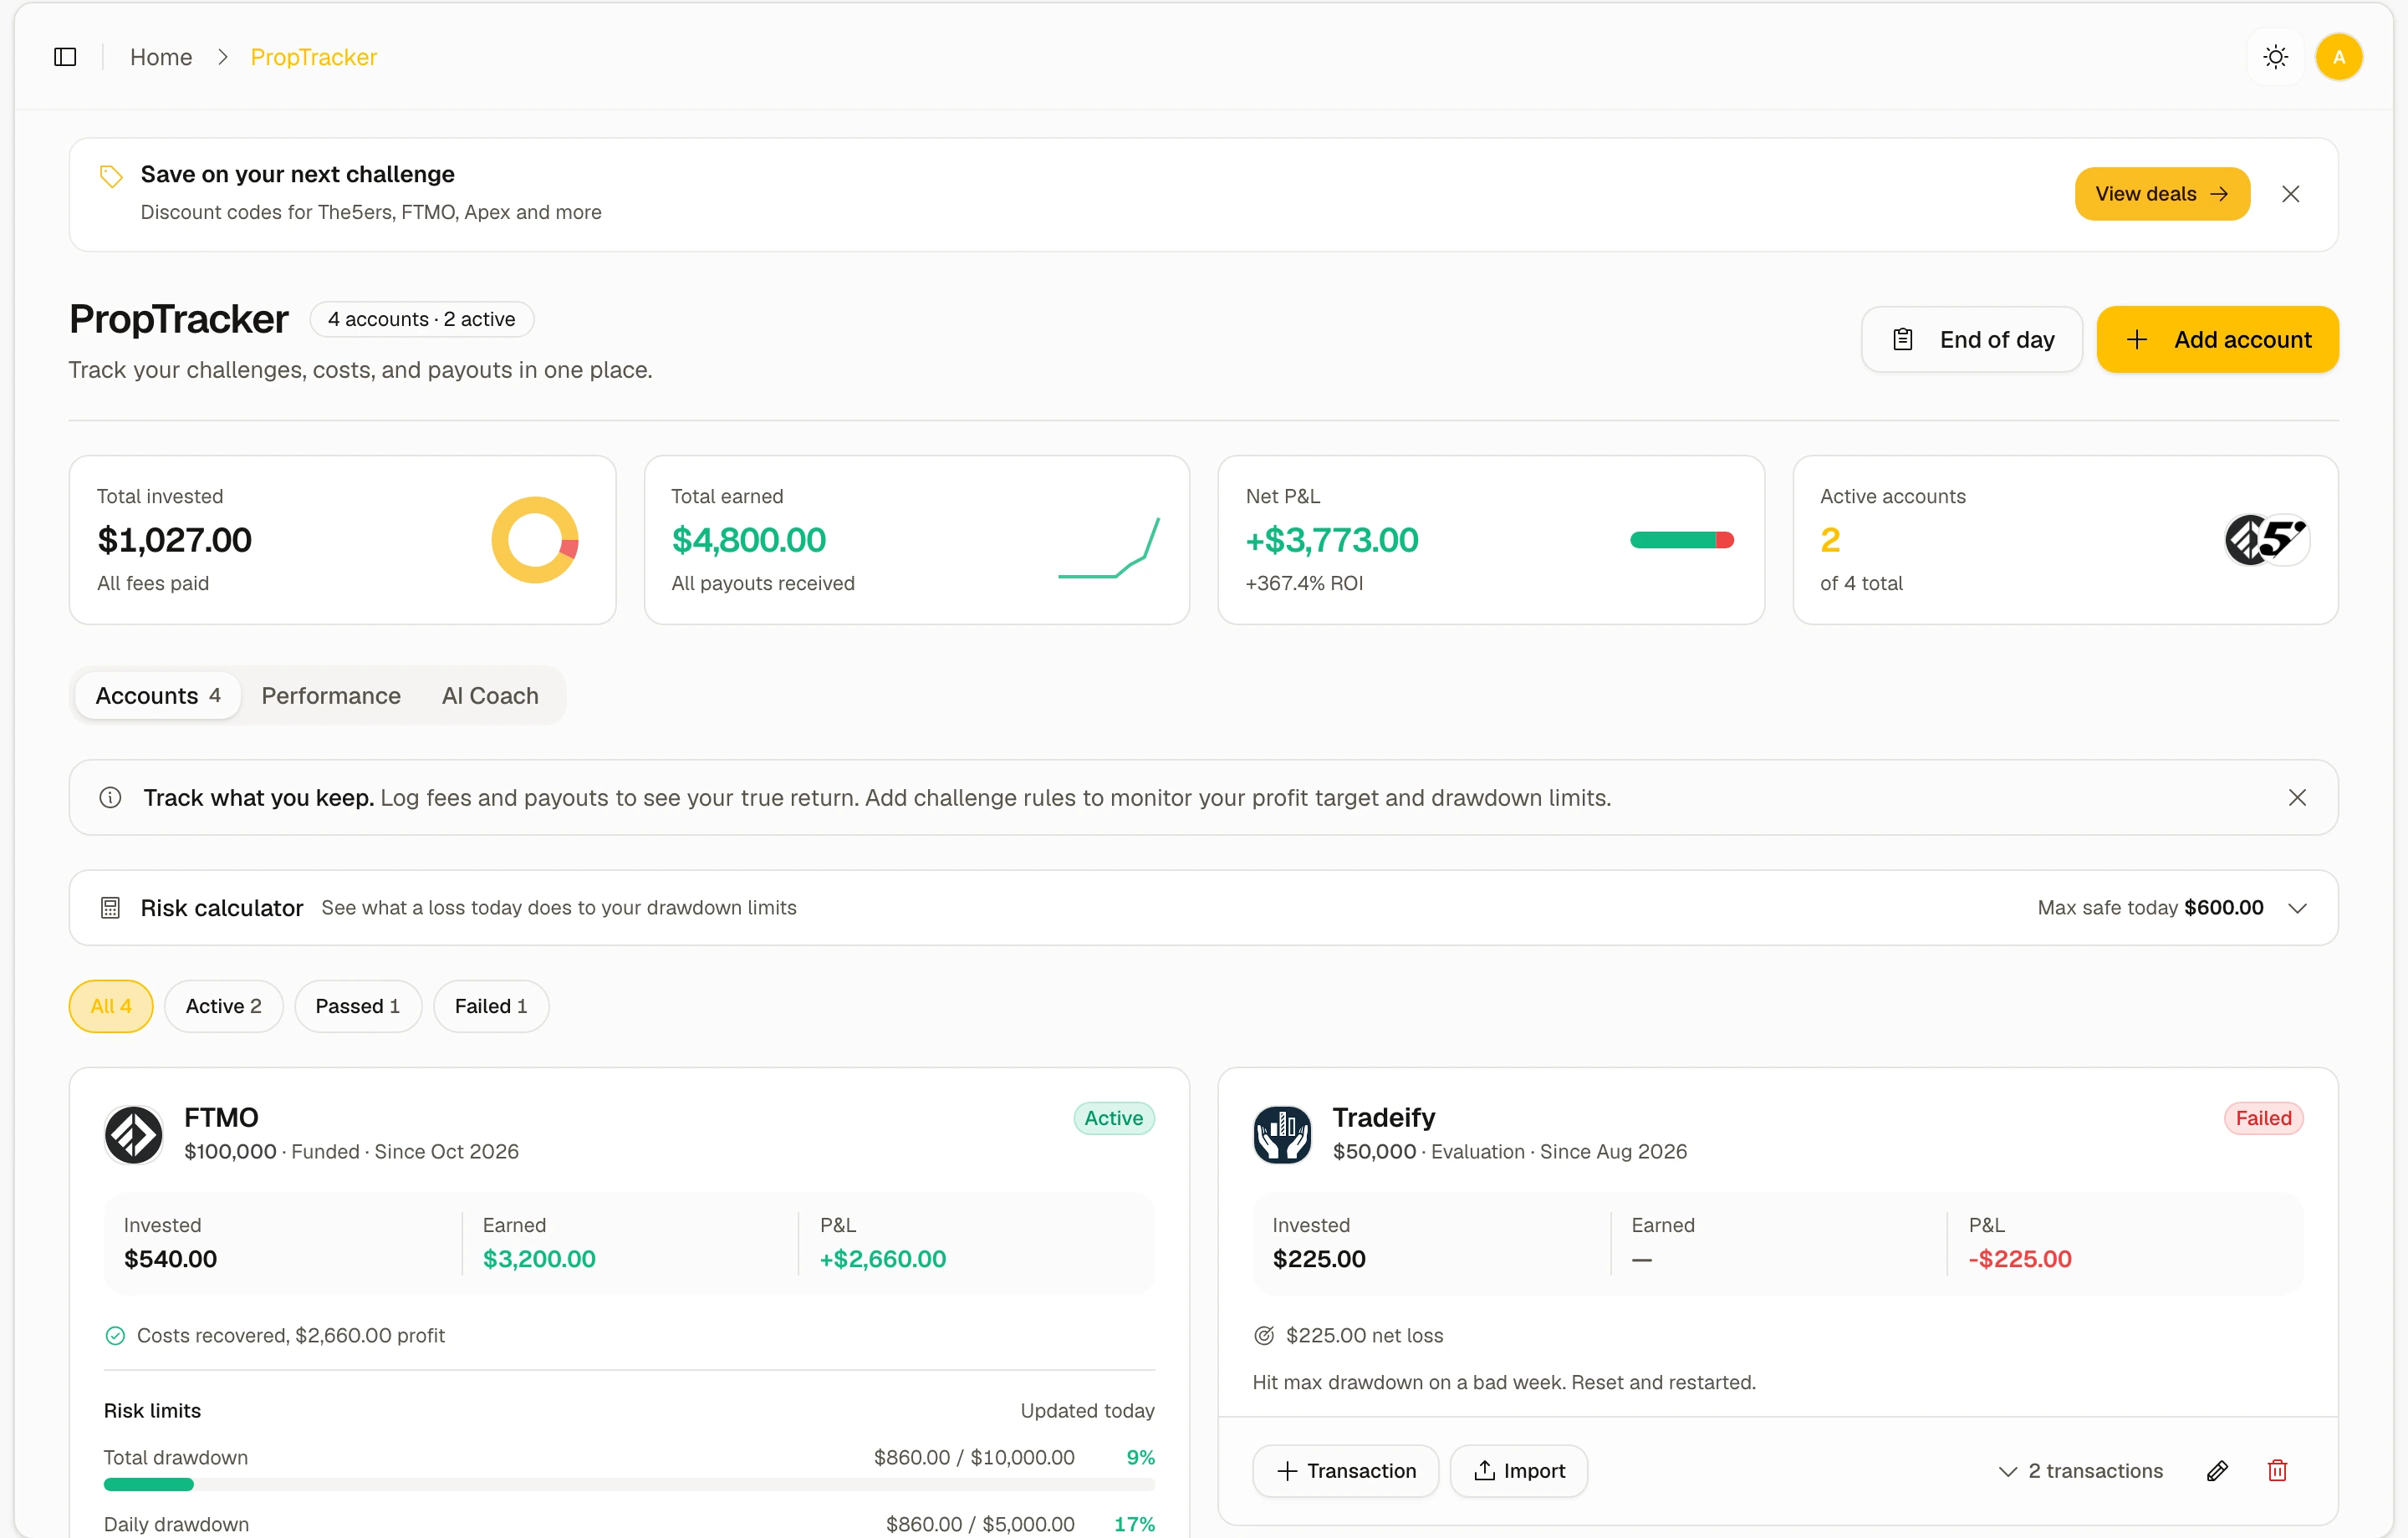 Home > PropTracker
A
Save on your next challenge
Discount codes for The5ers, FTMO, Apex and more
View deals →
PropTracker
4 accounts · 2 active
Track your challenges, costs, and payouts in one place.
End of day
+ Add account
Total invested
$1,027.00
All fees paid
Total earned
$4,800.00
All payouts received
Net P&L
+$3,773.00
+367.4% ROI
Active accounts
2
of 4 total
5
Accounts 4
Performance
AI Coach
Track what you keep. Log fees and payouts to see your true return. Add challenge rules to monitor your profit target and drawdown limits.
Risk calculator See what a loss today does to your drawdown limits
Max safe today $600.00
All 4
Active 2
Passed 1
Failed 1
FTMO
Active
$100,000 · Funded · Since Oct 2026
Invested
$540.00
Earned
$3,200.00
P&L
+$2,660.00
Costs recovered, $2,660.00 profit
Risk limits
Updated today
Total drawdown
$860.00 / $10,000.00 9%
Daily drawdown
$860.00 / $5,000.00 17%
Tradeify
Failed
$50,000 · Evaluation · Since Aug 2026
Invested
$225.00
Earned
—
P&L
-$225.00
$225.00 net loss
Hit max drawdown on a bad week. Reset and restarted.
+ Transaction
Import
2 transactions